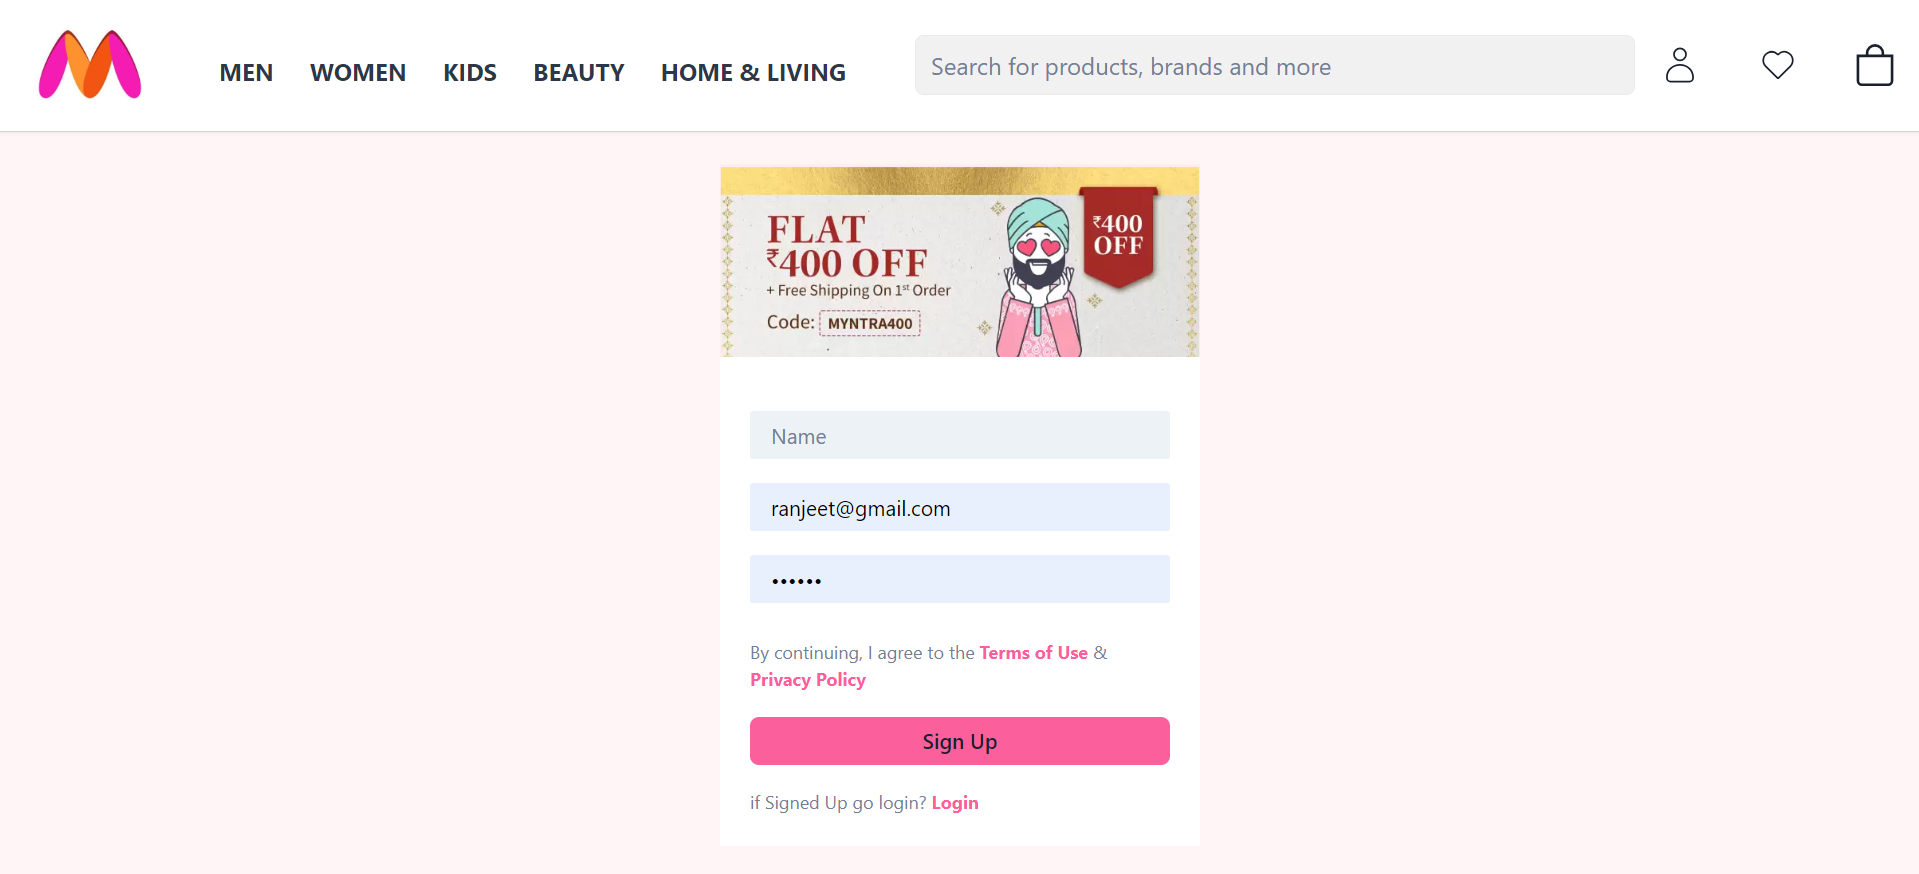 MEN WOMEN KIDS BEAUTY HOME & LIVING
Search for products, brands and more
FLAT
₹400 OFF
+ Free Shipping On 1st Order
Code: MYNTRA400
₹400
OFF
Name
ranjeet@gmail.com
••••••
By continuing, I agree to the Terms of Use &
Privacy Policy
Sign Up
if Signed Up go login? Login